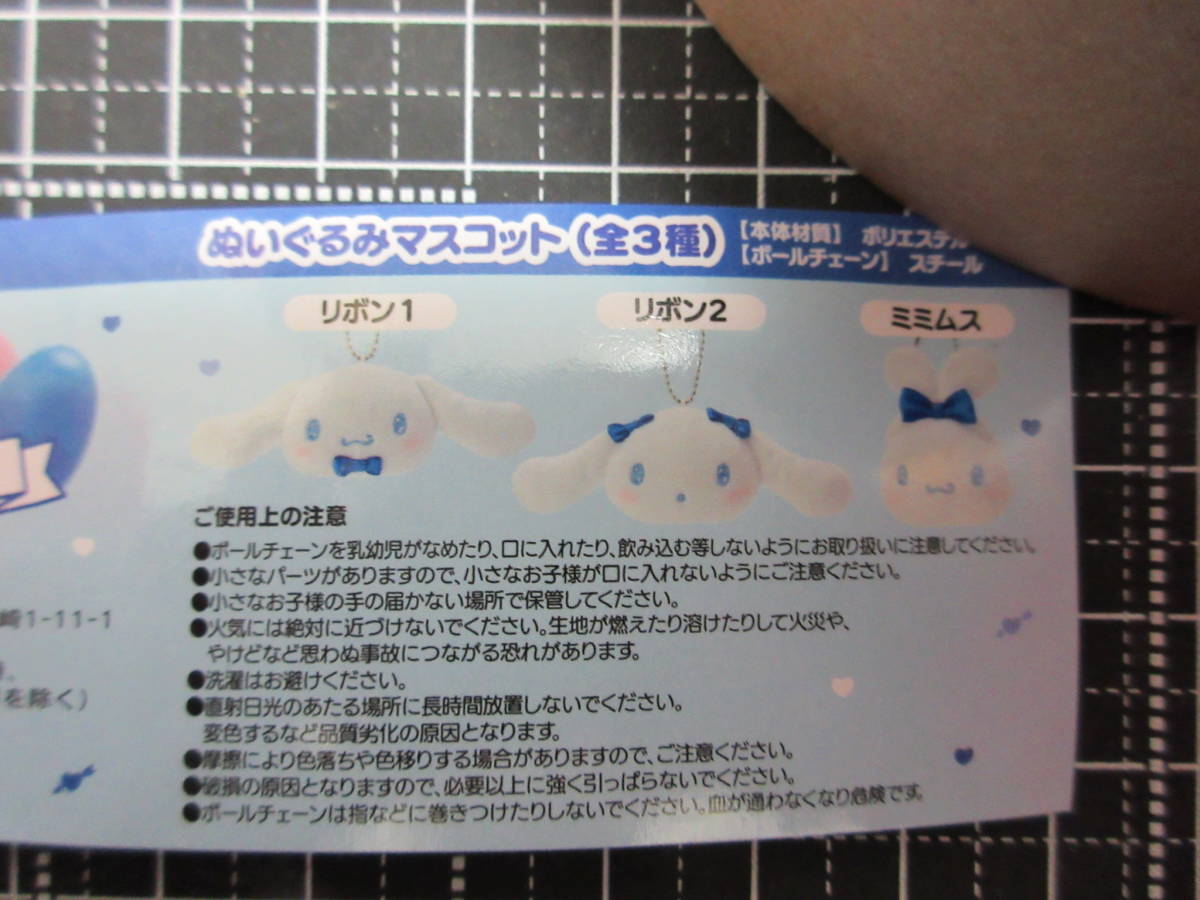 ぬいぐるみマスコット(全3種)
【本体材質】 ポリエステル
【ボールチェーン】 スチール
リボン1
リボン2
ミミムス
ご使用上の注意
●ボールチェーンを乳幼児がなめたり、口に入れたり、飲み込む等しないようにお取り扱いに注意してください。
●小さなパーツがありますので、小さなお子様が口に入れないようにご注意ください。
●小さなお子様の手の届かない場所で保管してください。
●火気には絶対に近づけないでください。生地が燃えたり溶けたりして火災や、
やけどなど思わぬ事故につながる恐れがあります。
●洗濯はお避けください。
●直射日光のあたる場所に長時間放置しないでください。
変色するなど品質劣化の原因となります。
●摩擦により色落ちや色移りする場合がありますので、ご注意ください。
●破損の原因となりますので、必要以上に強く引っぱらないでください。
●ボールチェーンは指などに巻きつけたりしないでください。血が通わなくなり危険です。
崎1-11-1
を除く)